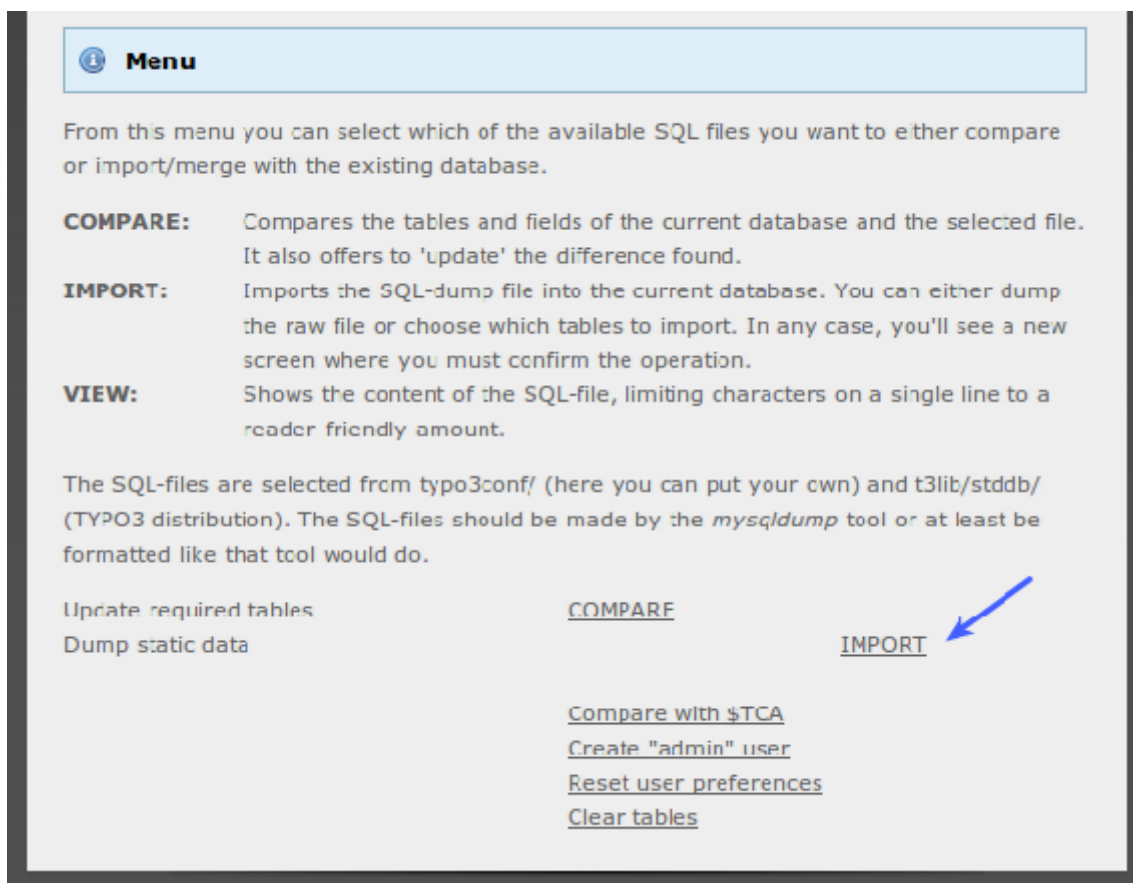 Menu
From this menu you can select which of the available SQL files you want to either compare
or import/merge with the existing database.
COMPARE: Compares the tables and fields of the current database and the selected file.
It also offers to 'update' the difference found.
IMPORT: Imports the SQL-dump file into the current database. You can either dump
the raw file or choose which tables to import. In any case, you'll see a new
screen where you must confirm the operation.
VIEW: Shows the content of the SQL-file, limiting characters on a single line to a
reader friendly amount.
The SQL-files are selected from typo3conf/ (here you can put your own) and t3lib/stddb/
(TYPO3 distribution). The SQL-files should be made by the mysqldump tool or at least be
formatted like that tool would do.
Update required tables COMPARE
Dump static data IMPORT
Compare with $TCA
Create "admin" user
Reset user preferences
Clear tables